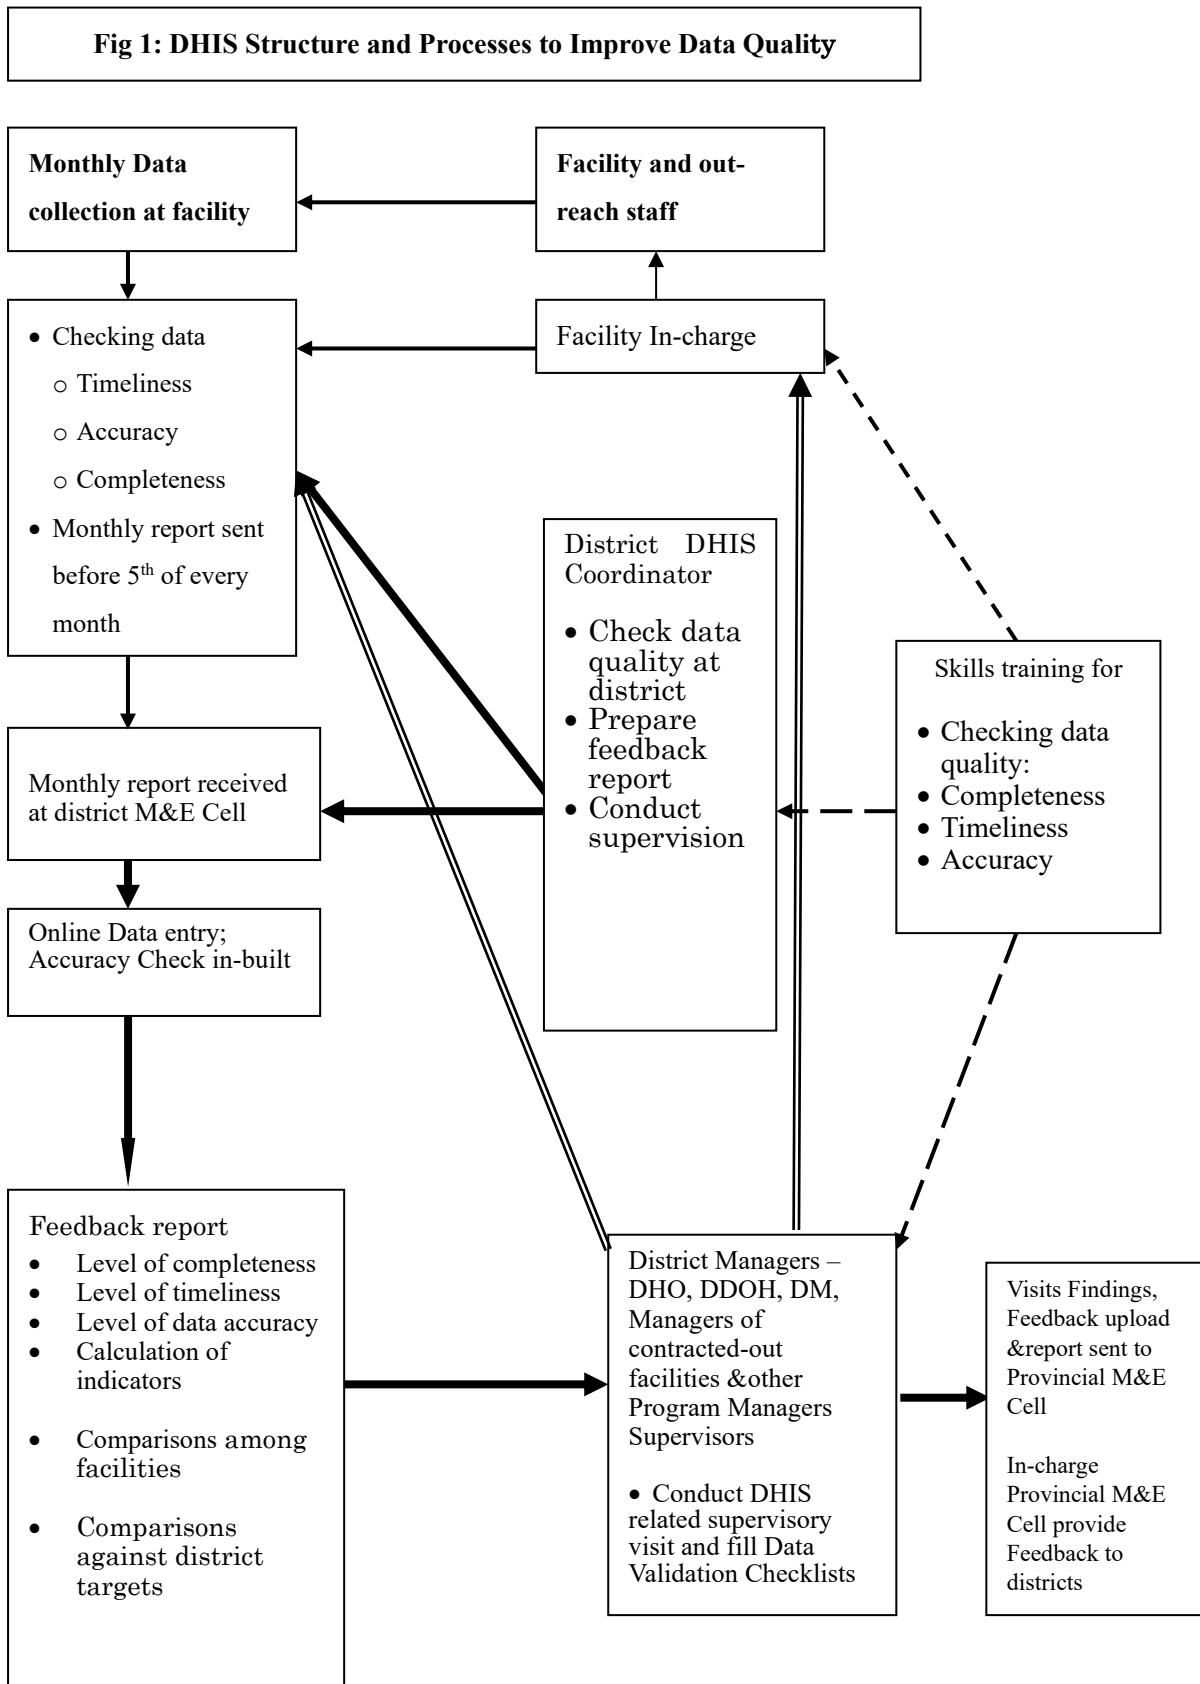 Fig 1: DHIS Structure and Processes to Improve Data Quality
Monthly Data
collection at facility
Facility and out-
reach staff
• Checking data
o Timeliness
o Accuracy
o Completeness
• Monthly report sent
before 5th of every
month
Facility In-charge
District DHIS
Coordinator
• Check data
quality at
district
• Prepare
feedback
report
• Conduct
supervision
Skills training for
• Checking data
quality:
• Completeness
• Timeliness
• Accuracy
Monthly report received
at district M&E Cell
Online Data entry;
Accuracy Check in-built
Feedback report
• Level of completeness
• Level of timeliness
• Level of data accuracy
• Calculation of
indicators
• Comparisons among
facilities
• Comparisons
against district
targets
District Managers –
DHO, DDOH, DM,
Managers of
contracted-out
facilities &other
Program Managers
Supervisors
• Conduct DHIS
related supervisory
visit and fill Data
Validation Checklists
Visits Findings,
Feedback upload
&report sent to
Provincial M&E
Cell
In-charge
Provincial M&E
Cell provide
Feedback to
districts